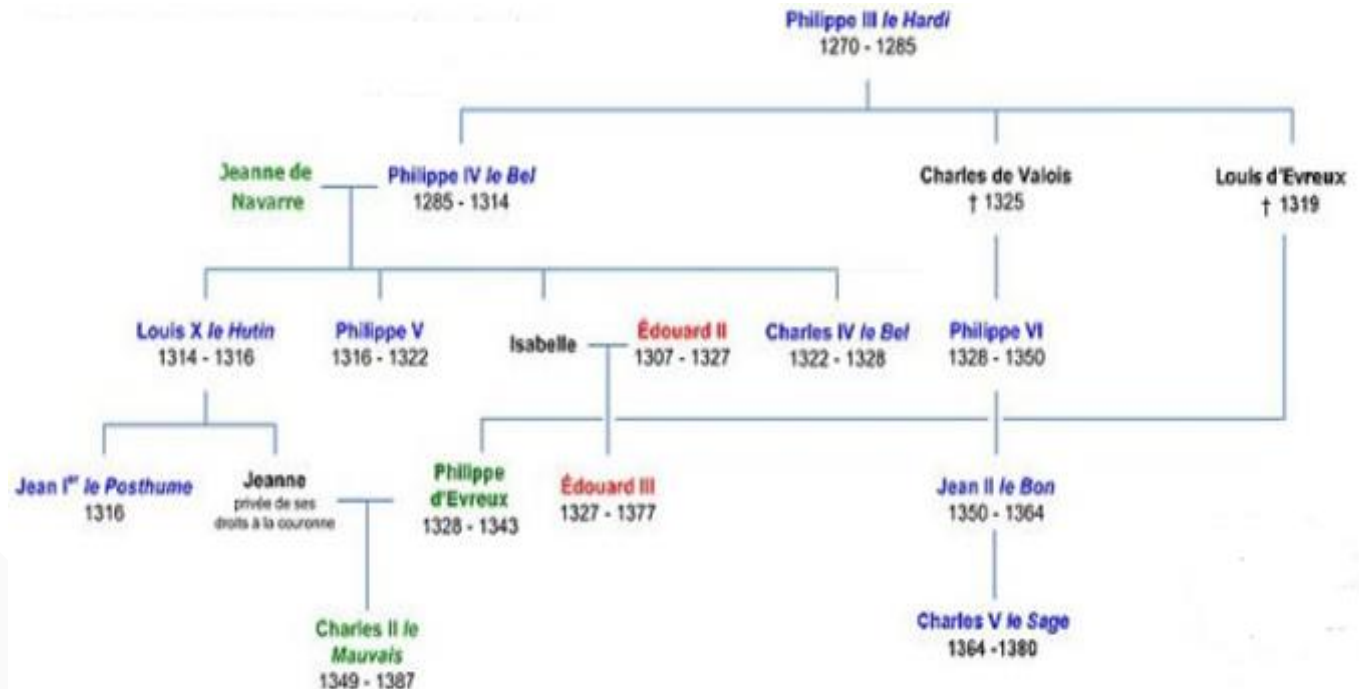 Philippe III le Hardi
1270 - 1285
Jeanne de
Navarre
Philippe IV le Bel
1285 - 1314
Charles de Valois
† 1325
Louis d'Evreux
† 1319
Louis X le Hutin
1314 - 1316
Philippe V
1316 - 1322
Isabelle
Édouard II
1307 - 1327
Charles IV le Bel
1322 - 1328
Philippe VI
1328 - 1350
Jean Iᵉʳ le Posthume
1316
Jeanne
privée de ses
droits à la couronne
Philippe
d'Evreux
1328 - 1343
Édouard III
1327 - 1377
Jean II le Bon
1350 - 1364
Charles II le
Mauvais
1349 - 1387
Charles V le Sage
1364 -1380